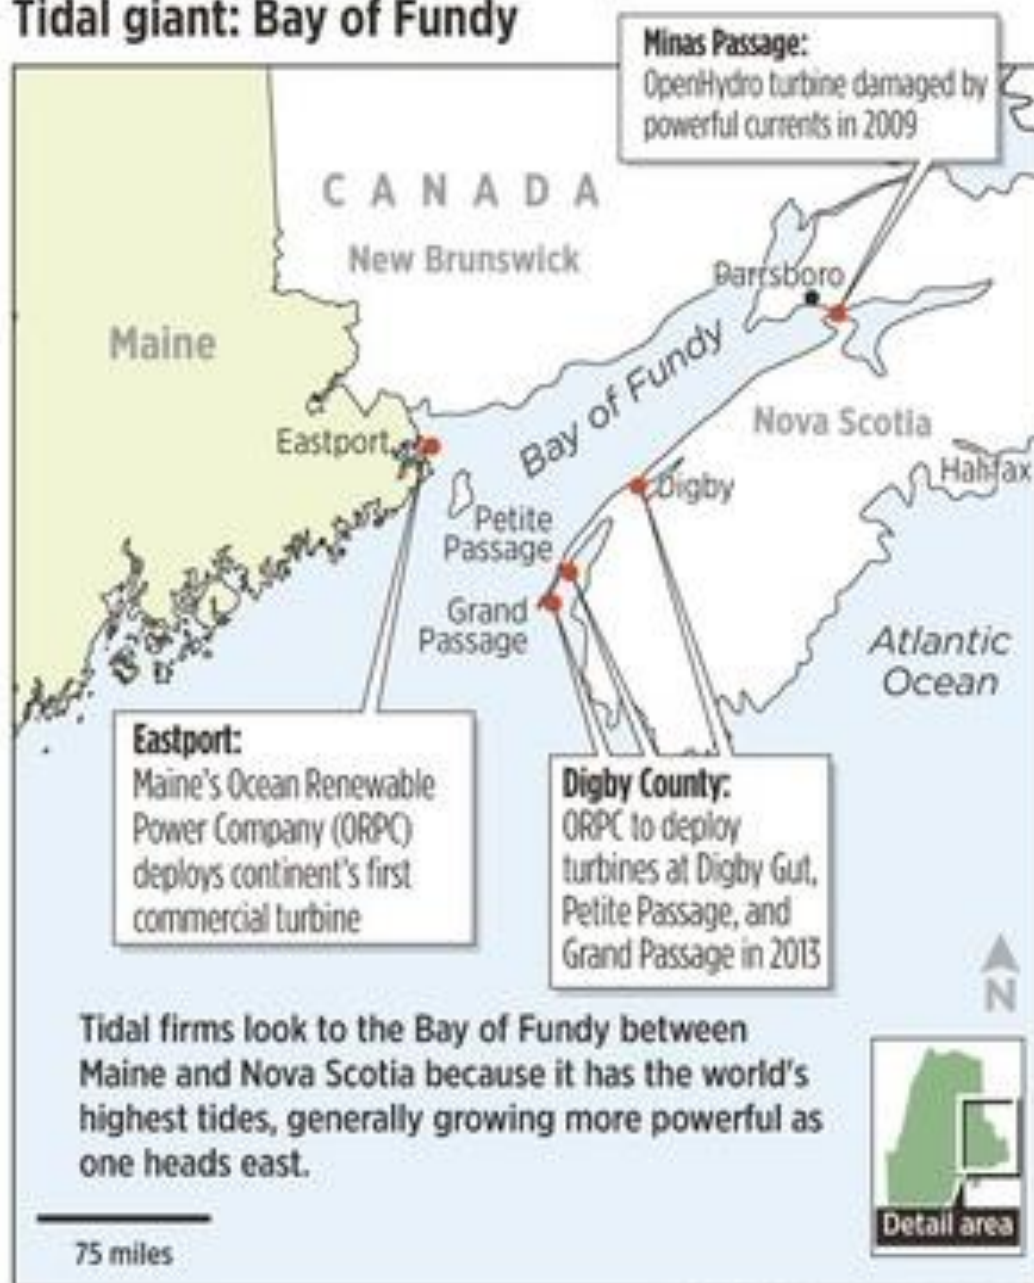 Tidal giant: Bay of Fundy
Minas Passage:
OpenHydro turbine damaged by
powerful currents in 2009
CANADA
New Brunswick
Parrsboro
Maine
Bay of Fundy
Nova Scotia
Eastport
Halifax
Digby
Petite
Passage
Grand
Passage
Atlantic
Ocean
Eastport:
Maine's Ocean Renewable
Power Company (ORPC)
deploys continent's first
commercial turbine
Digby County:
ORPC to deploy
turbines at Digby Gut,
Petite Passage, and
Grand Passage in 2013
N
Tidal firms look to the Bay of Fundy between
Maine and Nova Scotia because it has the world's
highest tides, generally growing more powerful as
one heads east.
Detail area
75 miles